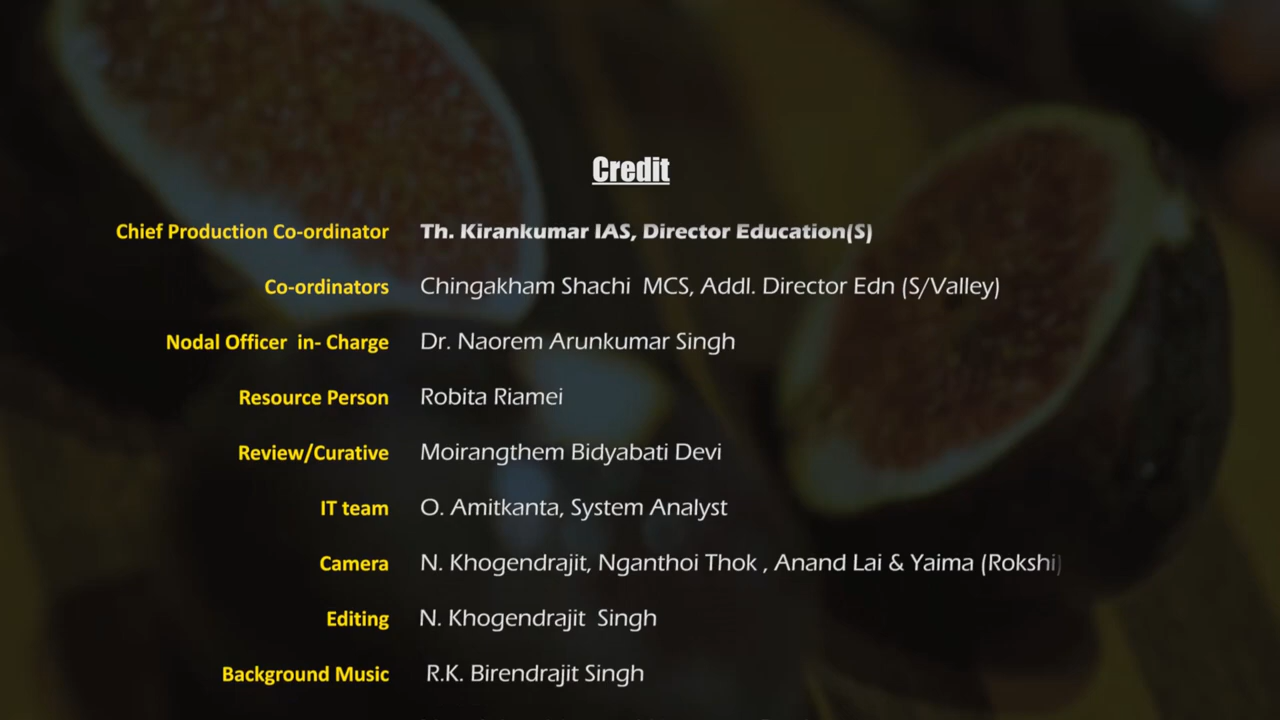 Credit
Chief Production Co-ordinator Th. Kirankumar IAS, Director Education(S)
Co-ordinators Chingakham Shachi MCS, Addl. Director Edn (S/Valley)
Nodal Officer in- Charge Dr. Naorem Arunkumar Singh
Resource Person Robita Riamei
Review/Curative Moirangthem Bidyabati Devi
IT team O. Amitkanta, System Analyst
Camera N. Khogendrajit, Nganthoi Thok , Anand Lai & Yaima (Rokshi)
Editing N. Khogendrajit Singh
Background Music R.K. Birendrajit Singh